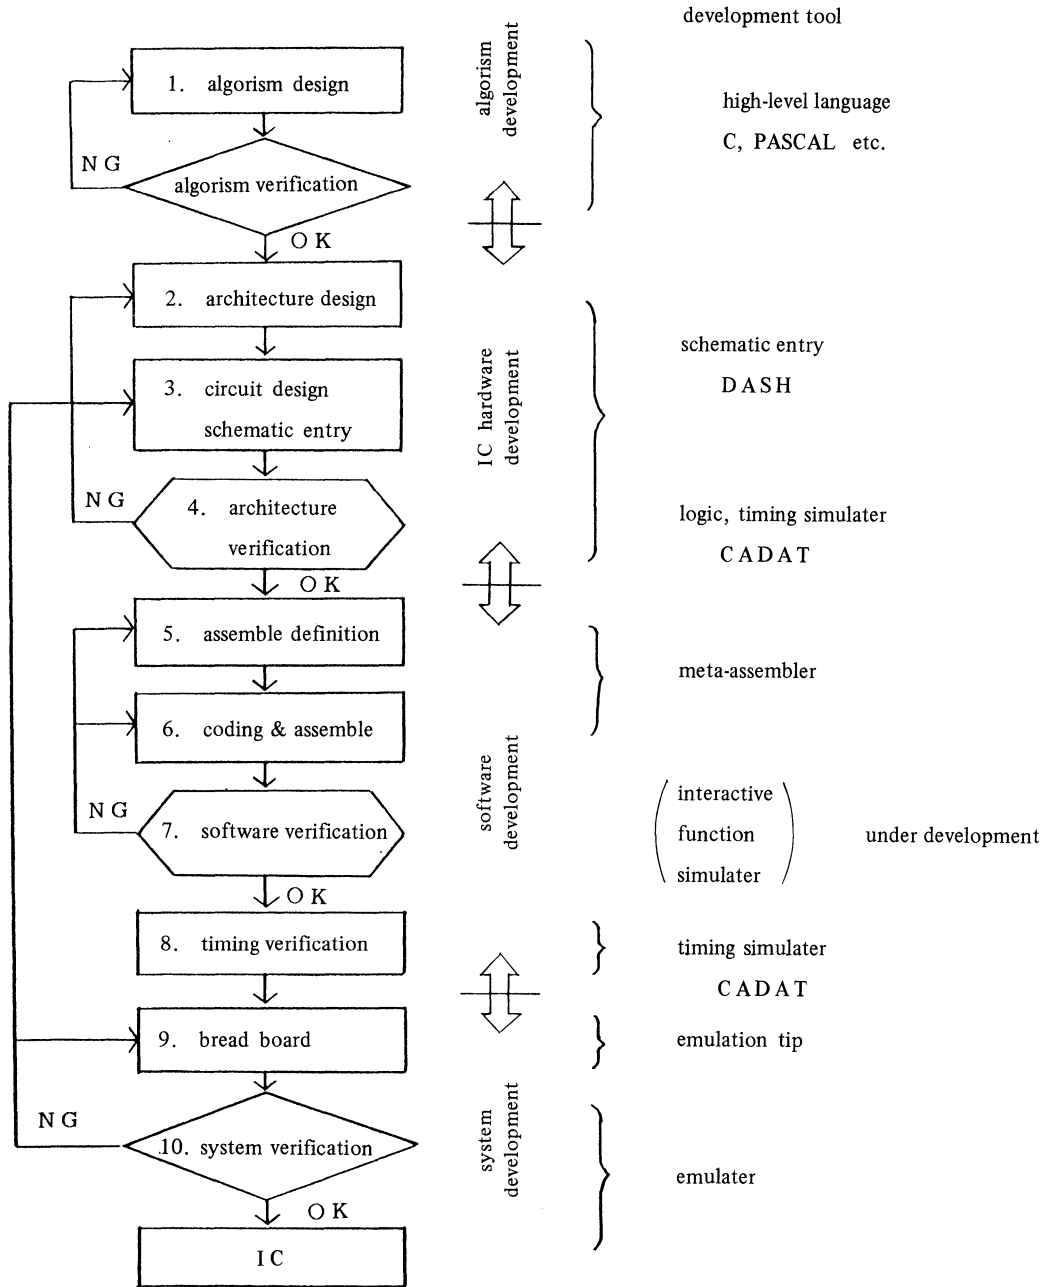 development tool
algorism
development
1. algorism design
high-level language
C, PASCAL etc.
NG
algorism verification
OK
2. architecture design
IC hardware
development
schematic entry
DASH
3. circuit design
schematic entry
NG
4. architecture
verification
logic, timing simulater
CADAT
OK
5. assemble definition
meta-assembler
6. coding & assemble
software
development
interactive
function
simulater
under development
NG
7. software verification
OK
8. timing verification
timing simulater
CADAT
9. bread board
emulation tip
system
development
NG
10. system verification
emulater
OK
IC